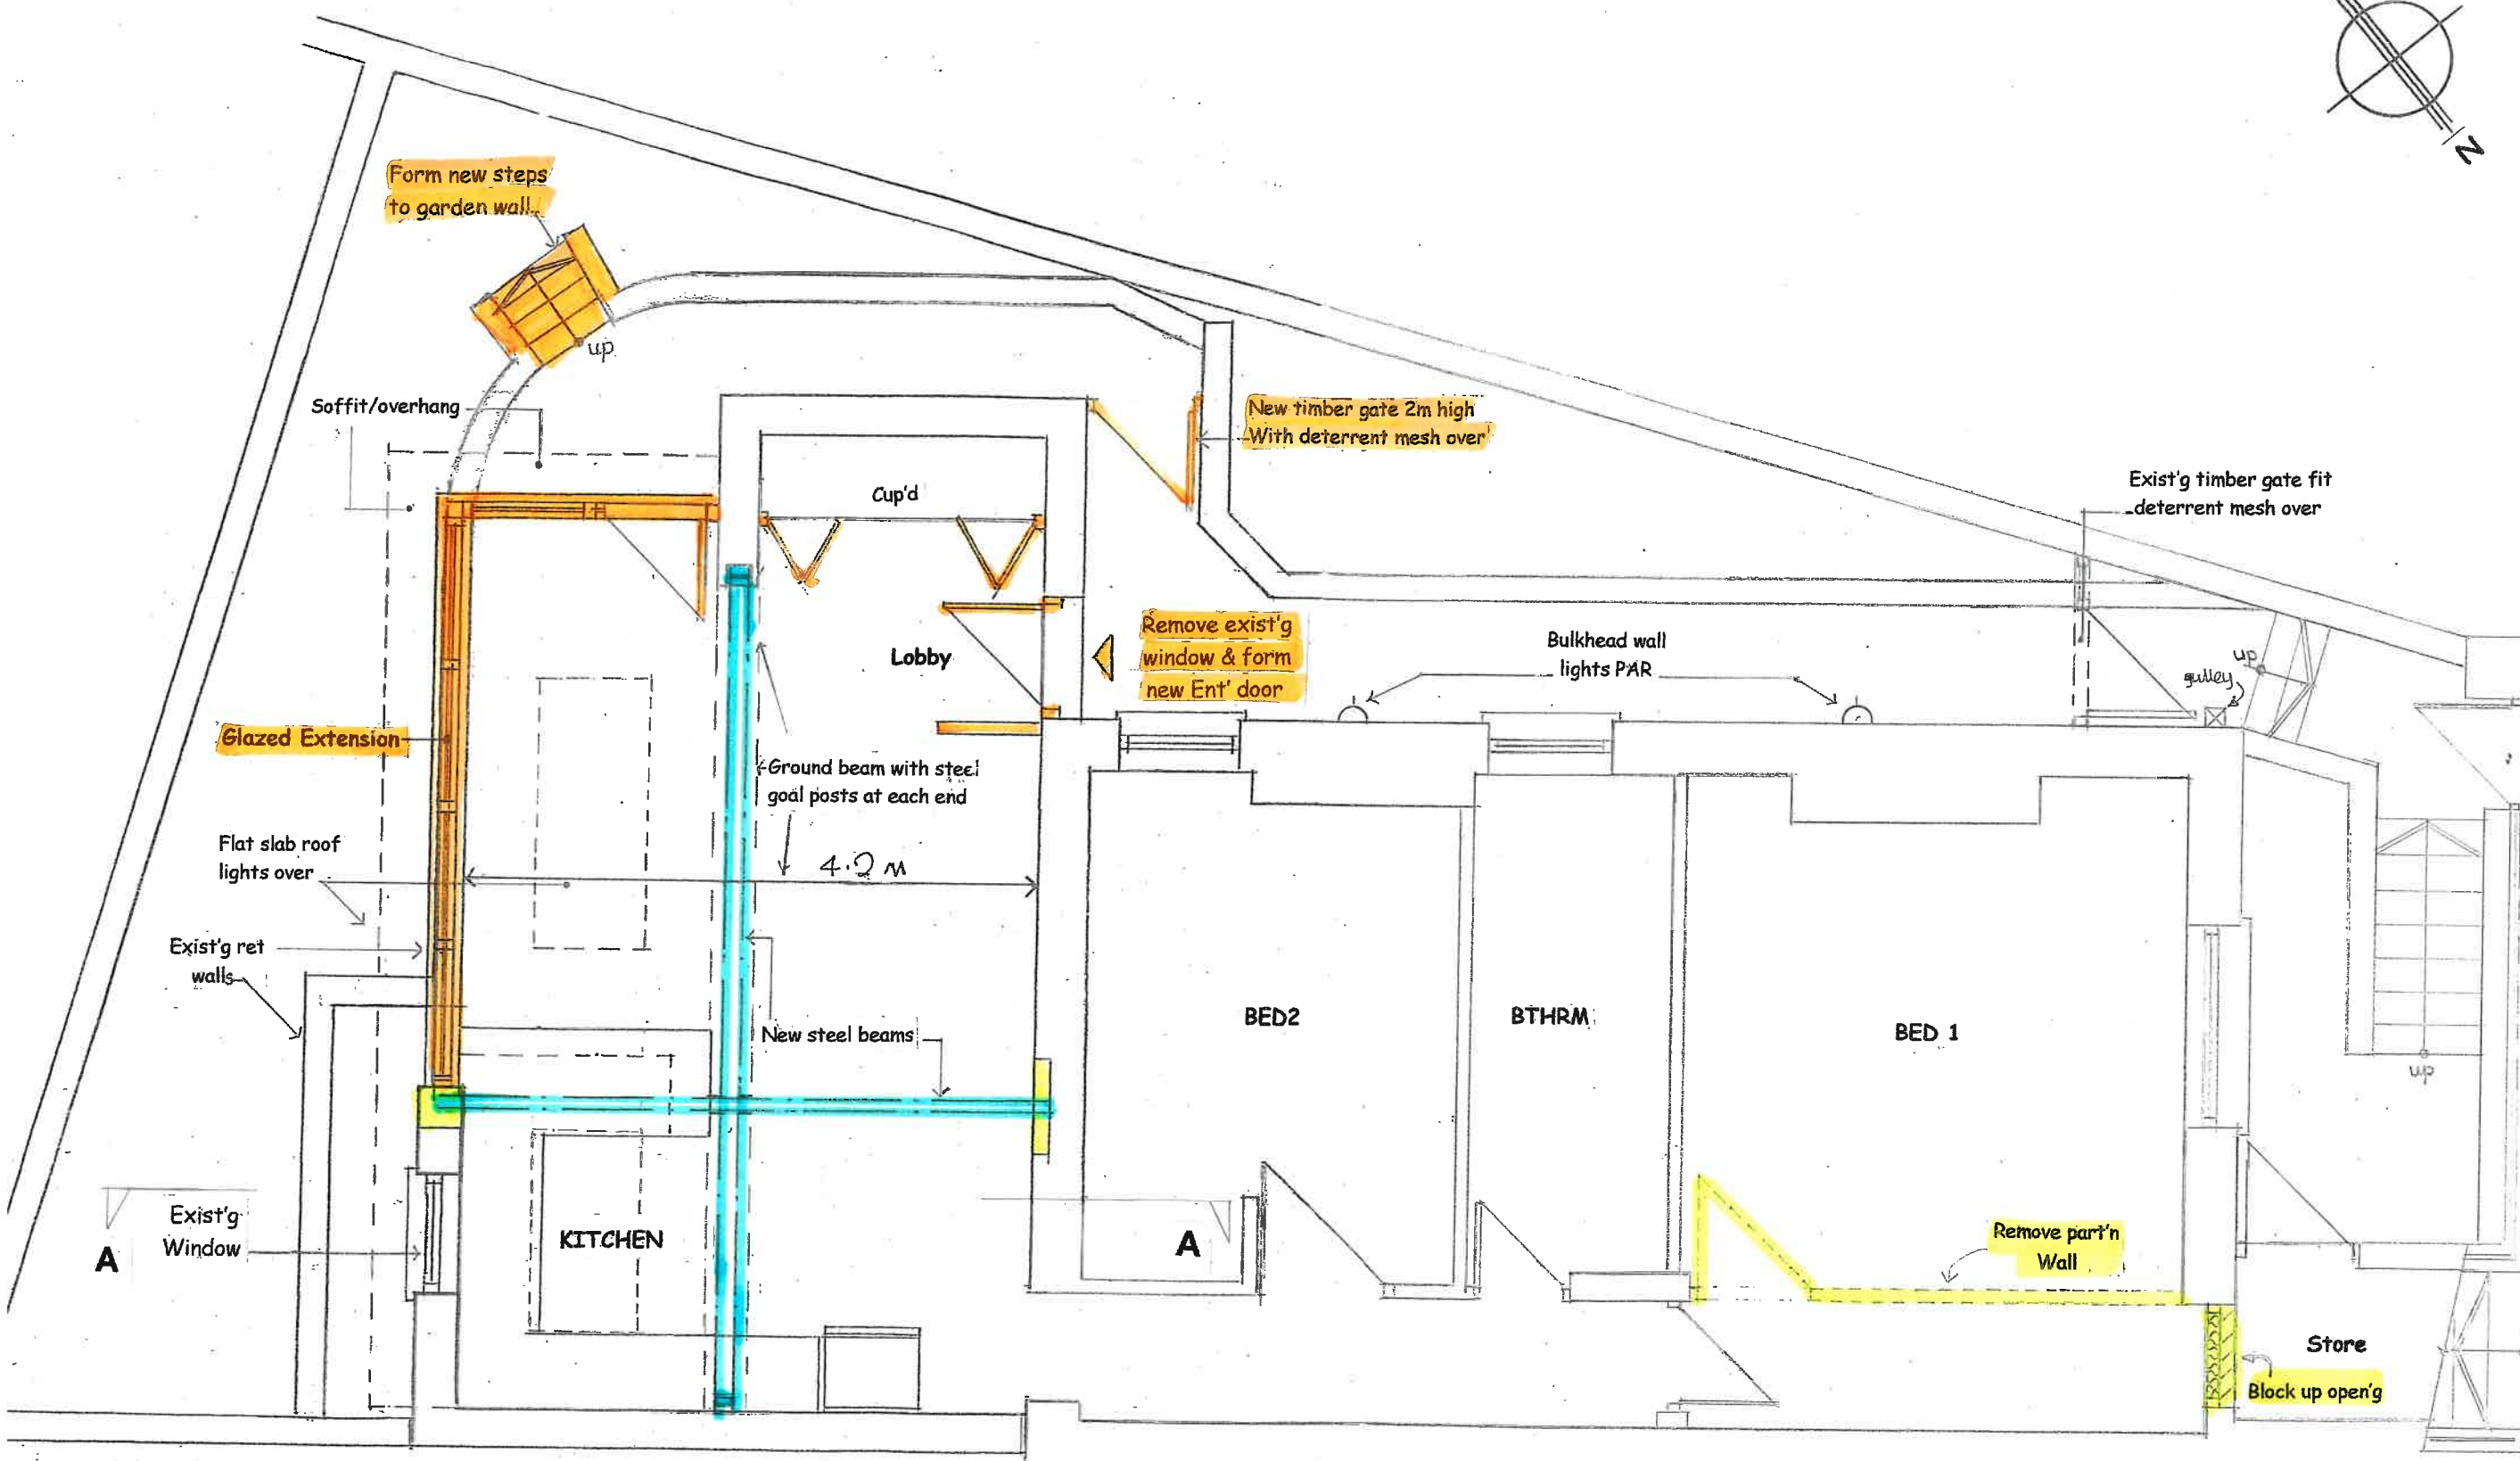 N
Form new steps
to garden wall
up
Soffit/overhang
New timber gate 2m high
With deterrent mesh over
Exist'g timber gate fit
deterrent mesh over
Cup'd
Remove exist'g
window & form
new Ent' door
Lobby
Bulkhead wall
lights PAR
up
gulley
Glazed Extension
Ground beam with steel
goal posts at each end
Flat slab roof
lights over
4.2 M
Exist'g ret
walls
New steel beams
BED2
BTHRM
BED 1
up
Exist'g
Window
A
KITCHEN
A
Remove part'n
Wall
Store
Block up open'g